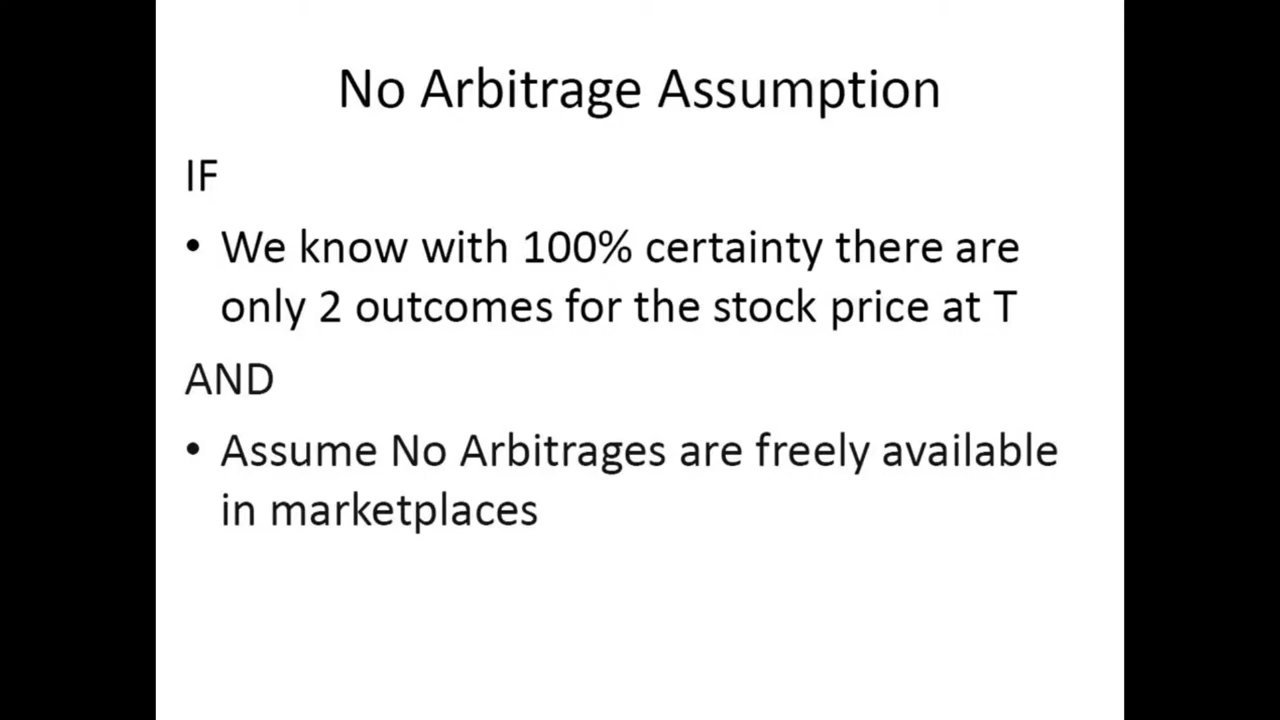 No Arbitrage Assumption
IF
• We know with 100% certainty there are
only 2 outcomes for the stock price at T
AND
• Assume No Arbitrages are freely available
in marketplaces